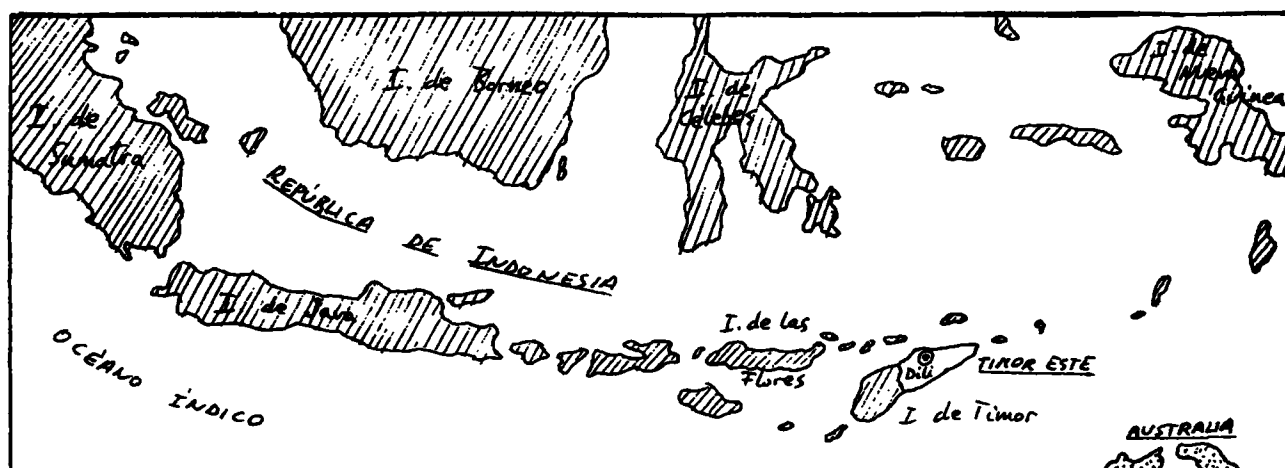 I. de
Sumatra
I. de Borneo
I. de
Célebes
I. de
Nueva
Guinea
REPÚBLICA DE INDONESIA
I. de Java
OCÉANO
ÍNDICO
I. de las
Flores
Dili
TIMOR ESTE
I de Timor
AUSTRALIA